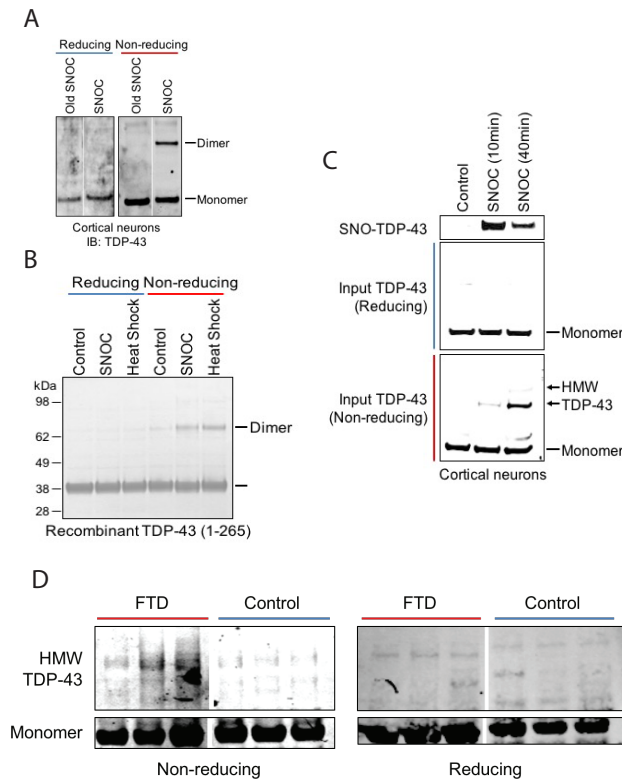 A
Reducing Non-reducing
Old SNOC
SNOC
Old SNOC
SNOC
Dimer
Monomer
Cortical neurons
IB: TDP-43
B
Reducing Non-reducing
Control
SNOC
Heat Shock
Control
SNOC
Heat Shock
kDa
98
62
49
38
28
Dimer
Recombinant TDP-43 (1-265)
C
Control
SNOC (10min)
SNOC (40min)
SNO-TDP-43
Input TDP-43
(Reducing)
Monomer
Input TDP-43
(Non-reducing)
HMW
TDP-43
Monomer
Cortical neurons
D
FTD
Control
FTD
Control
HMW
TDP-43
Monomer
Non-reducing
Reducing